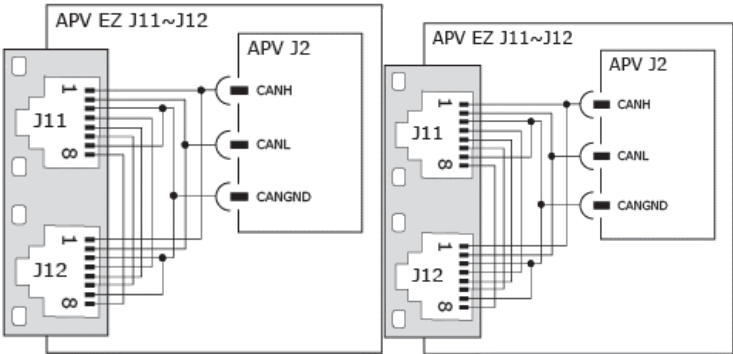 APV EZ J11~J12
APV J2
1
J11
8
CANH
CANL
CANGND
1
J12
8
APV EZ J11~J12
APV J2
1
J11
8
CANH
CANL
CANGND
1
J12
8